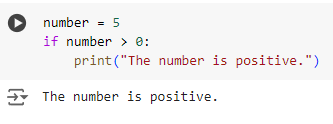 number = 5
if number > 0:
    print("The number is positive.")
The number is positive.